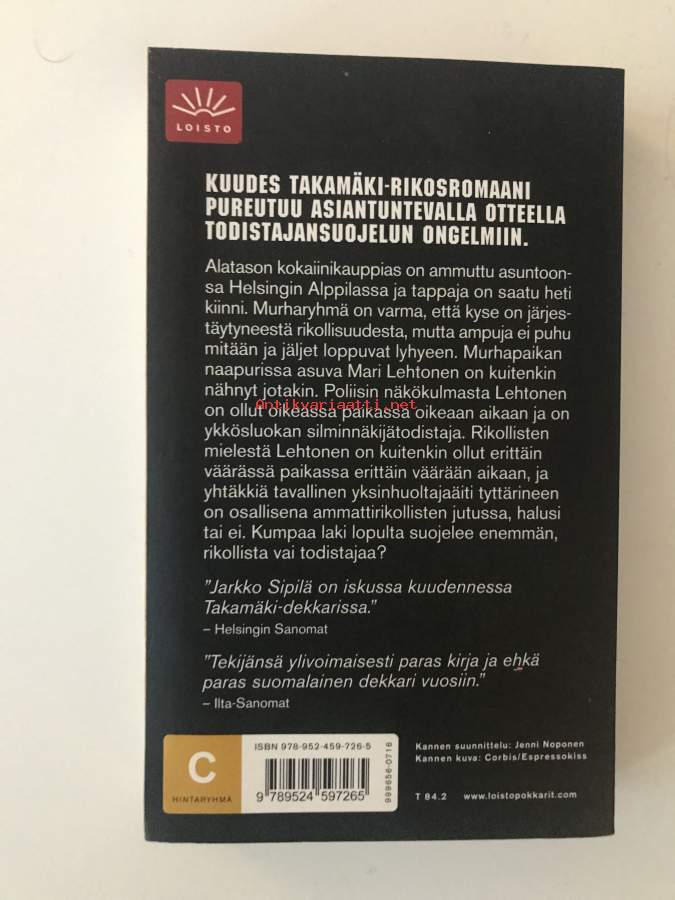 LOISTO
KUUDES TAKAMÄKI-RIKOSROMAANI
PUREUTUU ASIANTUNTEVALLA OTTEELLA
TODISTAJANSUOJELUN ONGELMIIN.
Alatason kokaiinikauppias on ammuttu asuntoon-
sa Helsingin Alppilassa ja tappaja on saatu heti
kiinni. Murharyhmä on varma, että kyse on järjes-
täytyneestä rikollisuudesta, mutta ampuja ei puhu
mitään ja jäljet loppuvat lyhyeen. Murhapaikan
naapurissa asuva Mari Lehtonen on kuitenkin
nähnyt jotakin. Poliisin näkökulmasta Lehtonen
Antikvariaatti.net
on ollut oikeassa paikassa oikeaan aikaan ja on
ykkösluokan silminnäkijätodistaja. Rikollisten
mielestä Lehtonen on kuitenkin ollut erittäin
väärässä paikassa erittäin väärään aikaan, ja
yhtäkkiä tavallinen yksinhuoltajaäiti tyttärineen
on osallisena ammattirikollisten jutussa, halusi
tai ei. Kumpaa laki lopulta suojelee enemmän,
rikollista vai todistajaa?
"Jarkko Sipilä on iskussa kuudennessa
Takamäki-dekkarissa."
– Helsingin Sanomat
"Tekijänsä ylivoimaisesti paras kirja ja ehkä
paras suomalainen dekkari vuosiin."
– Ilta-Sanomat
C
HINTARYHMÄ
ISBN 978-952-459-726-5
9 789524 597265
999656-0716
Kannen suunnittelu: Jenni Noponen
Kannen kuva: Corbis/Espressokiss
T 84.2 www.loistopokkarit.com